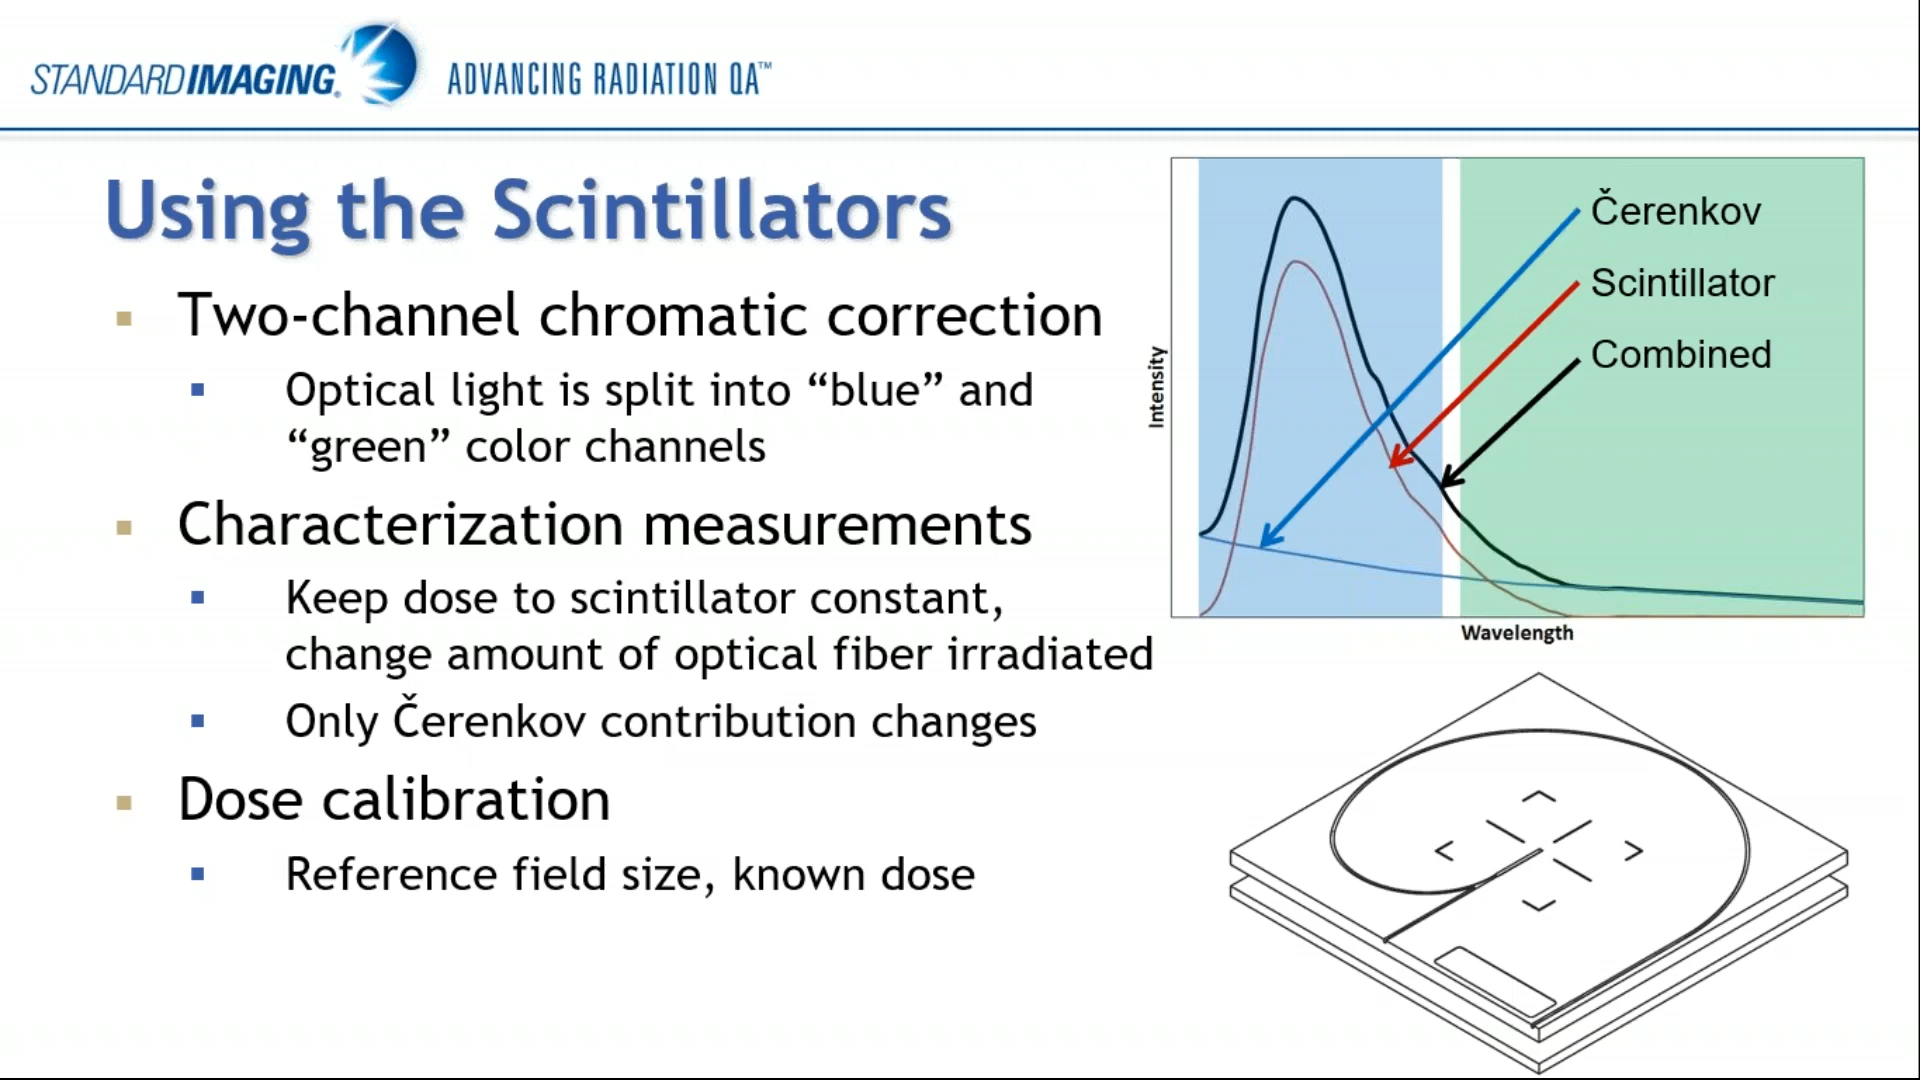 STANDARD IMAGING® ADVANCING RADIATION QA™
Using the Scintillators
▪ Two-channel chromatic correction
▪ Optical light is split into “blue” and
“green” color channels
▪ Characterization measurements
▪ Keep dose to scintillator constant,
change amount of optical fiber irradiated
▪ Only Čerenkov contribution changes
▪ Dose calibration
▪ Reference field size, known dose
Čerenkov
Scintillator
Combined
Intensity
Wavelength